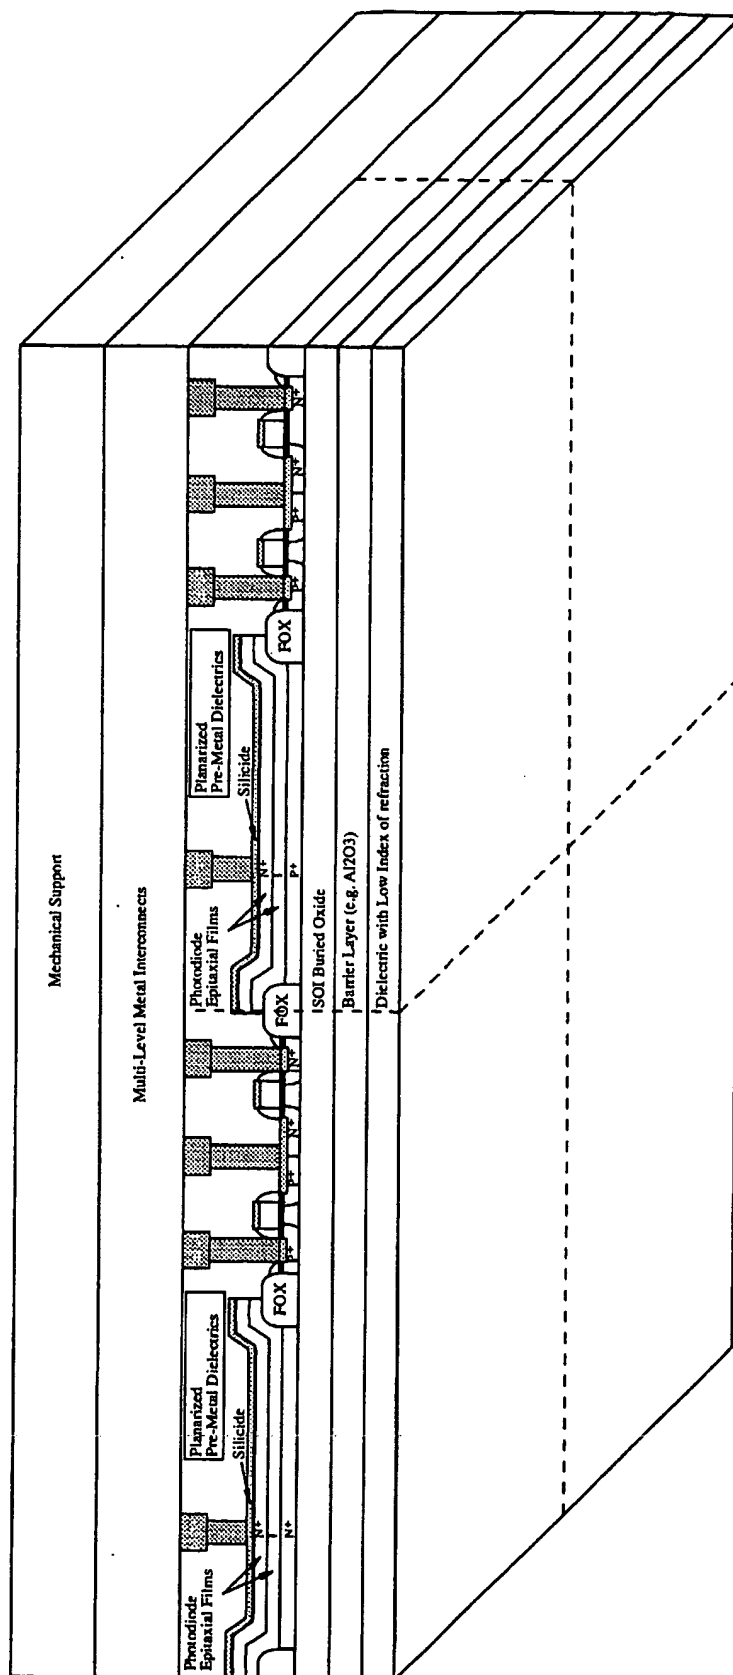 Mechanical Support
Multi-Level Metal Interconnects
Photodiode
Epitaxial Films
Planarized
Pre-Metal Dielectrics
Silicide
N+
I
N+
FOX
P+
P+
N+
N+
FOX
Photodiode
Epitaxial Films
Planarized
Pre-Metal Dielectrics
Silicide
N+
I
P+
FOX
P+
P+
N+
N+
SOI Buried Oxide
Barrier Layer (e.g. Al2O3)
Dielectric with Low Index of refraction